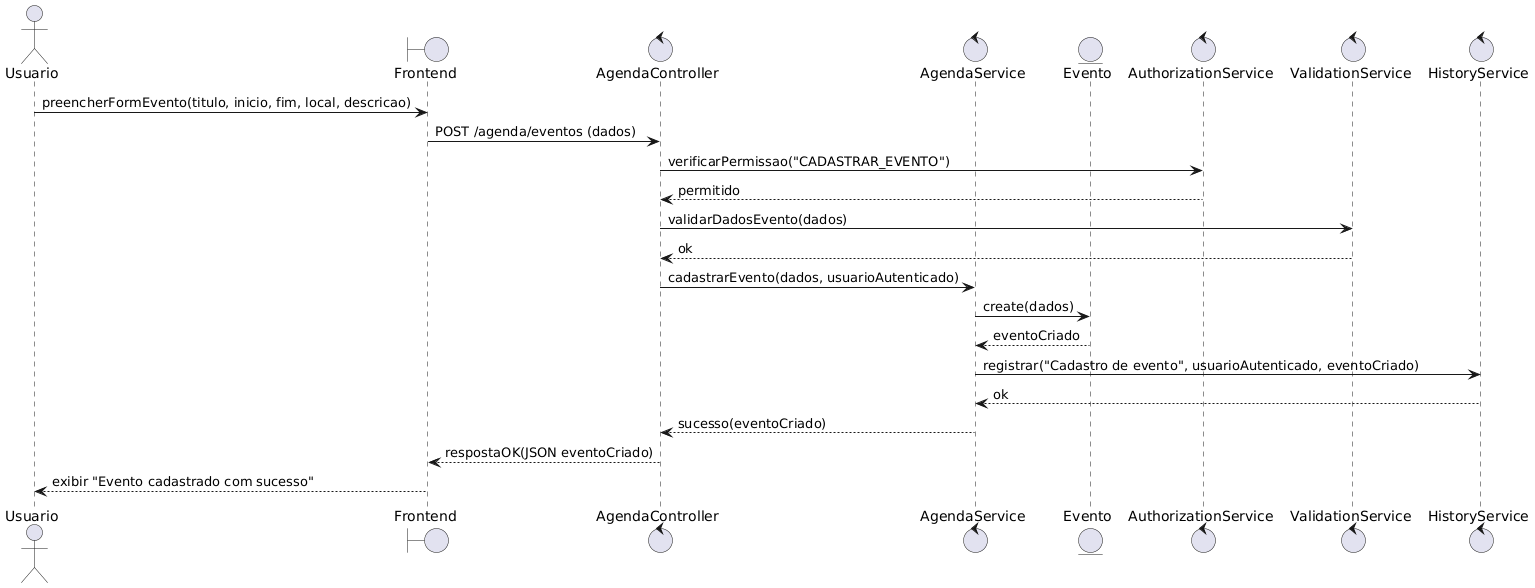 Usuario
Frontend
AgendaController
AgendaService
Evento
AuthorizationService
ValidationService
HistoryService
preencherFormEvento(titulo, inicio, fim, local, descricao)
POST /agenda/eventos (dados)
verificarPermissao("CADASTRAR_EVENTO")
permitido
validarDadosEvento(dados)
ok
cadastrarEvento(dados, usuarioAutenticado)
create(dados)
eventoCriado
registrar("Cadastro de evento", usuarioAutenticado, eventoCriado)
ok
sucesso(eventoCriado)
respostaOK(JSON eventoCriado)
exibir "Evento cadastrado com sucesso"
Usuario
Frontend
AgendaController
AgendaService
Evento
AuthorizationService
ValidationService
HistoryService